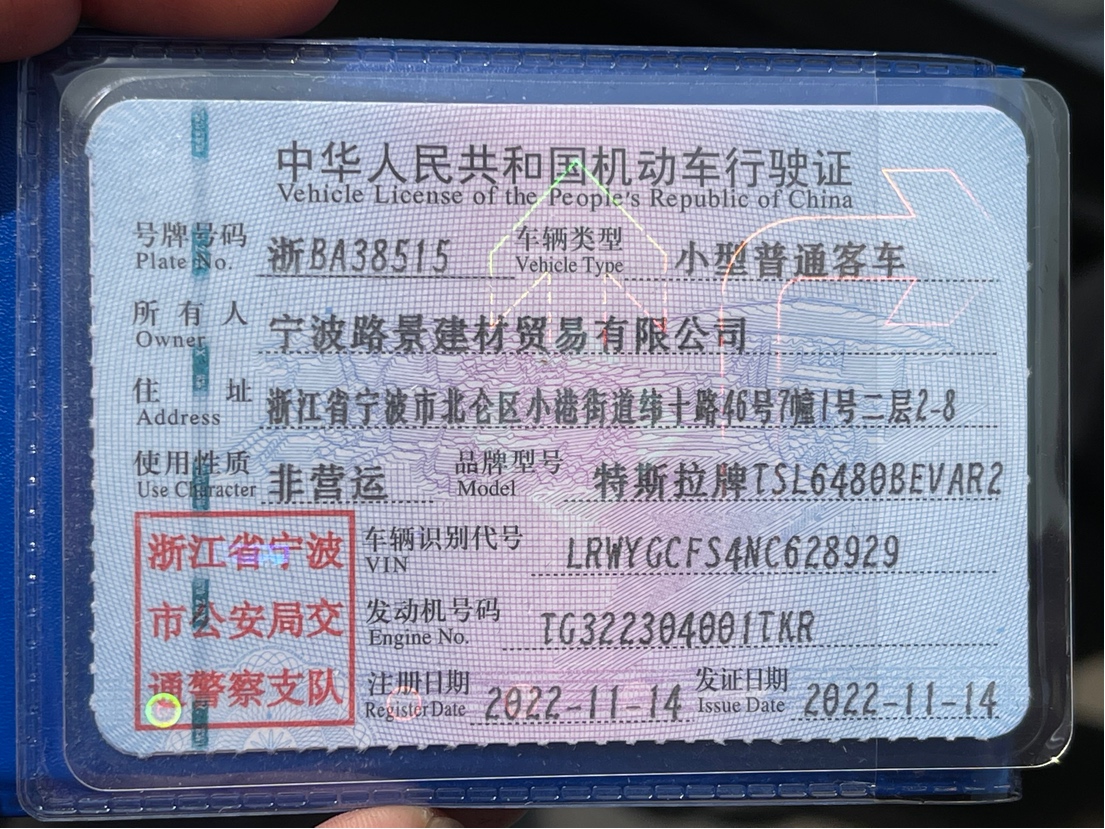 中华人民共和国机动车行驶证
Vehicle License of the People's Republic of China
号牌号码 浙BA38515 车辆类型 小型普通客车
Plate No. Vehicle Type
所有人 宁波路景建材贸易有限公司
Owner
住址 浙江省宁波市北仑区小港街道纬十路46号7幢1号二层2-8
Address
使用性质 非营运 品牌型号 特斯拉牌TSL6480BEVAR2
Use Character Model
浙江省宁波 车辆识别代号 LRWYGCFS4NC628929
VIN
市公安局交 发动机号码 TG322304001TKR
Engine No.
通警察支队 注册日期 2022-11-14 发证日期 2022-11-14
Register Date Issue Date